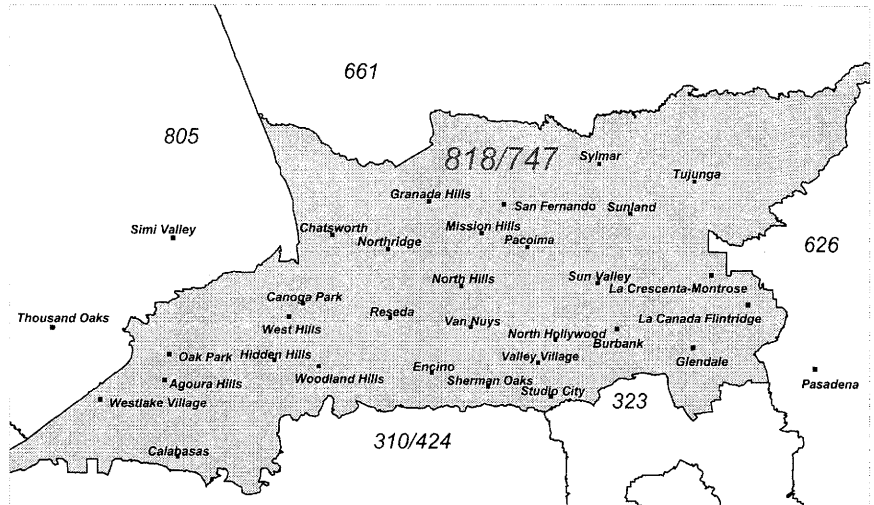 661
805
818/747
Sylmar
Tujunga
Granada Hills
San Fernando
Sunland
Simi Valley
Chatsworth
Mission Hills
Northridge
Pacoima
626
North Hills
Sun Valley
La Crescenta-Montrose
Canoga Park
Thousand Oaks
West Hills
Reseda
Van Nuys
North Hollywood
La Canada Flintridge
Burbank
Oak Park
Hidden Hills
Valley Village
Glendale
Agoura Hills
Woodland Hills
Encino
Sherman Oaks
Studio City
Pasadena
Westlake Village
323
310/424
Calabasas